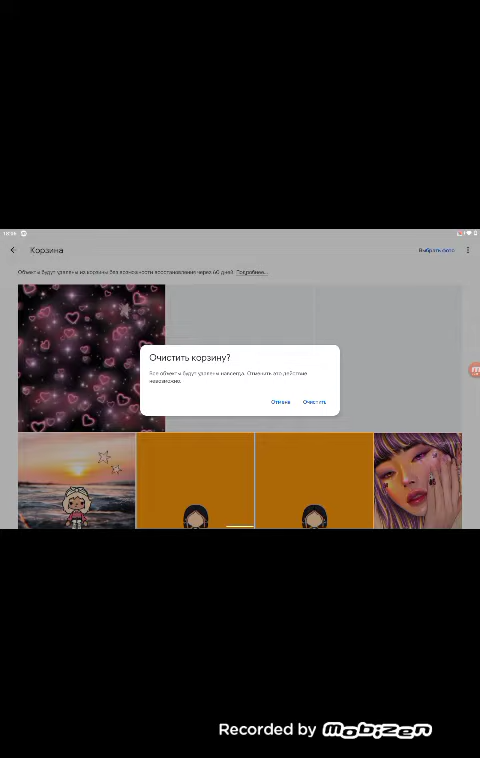 Корзина
Выбрать фото
Объекты будут удалены из корзины без возможности восстановления через 60 дней. Подробнее...
Очистить корзину?
Все объекты будут удалены навсегда. Отменить это действие
невозможно.
Отмена
Очистить
Recorded by mobizen